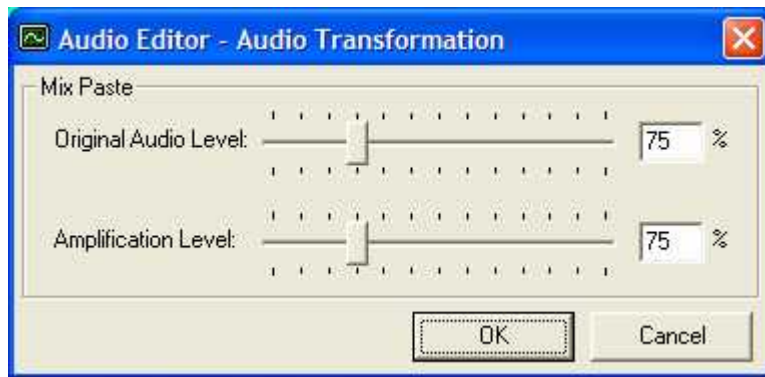 Audio Editor - Audio Transformation
Mix Paste
Original Audio Level: 75 %
Amplification Level: 75 %
OK Cancel